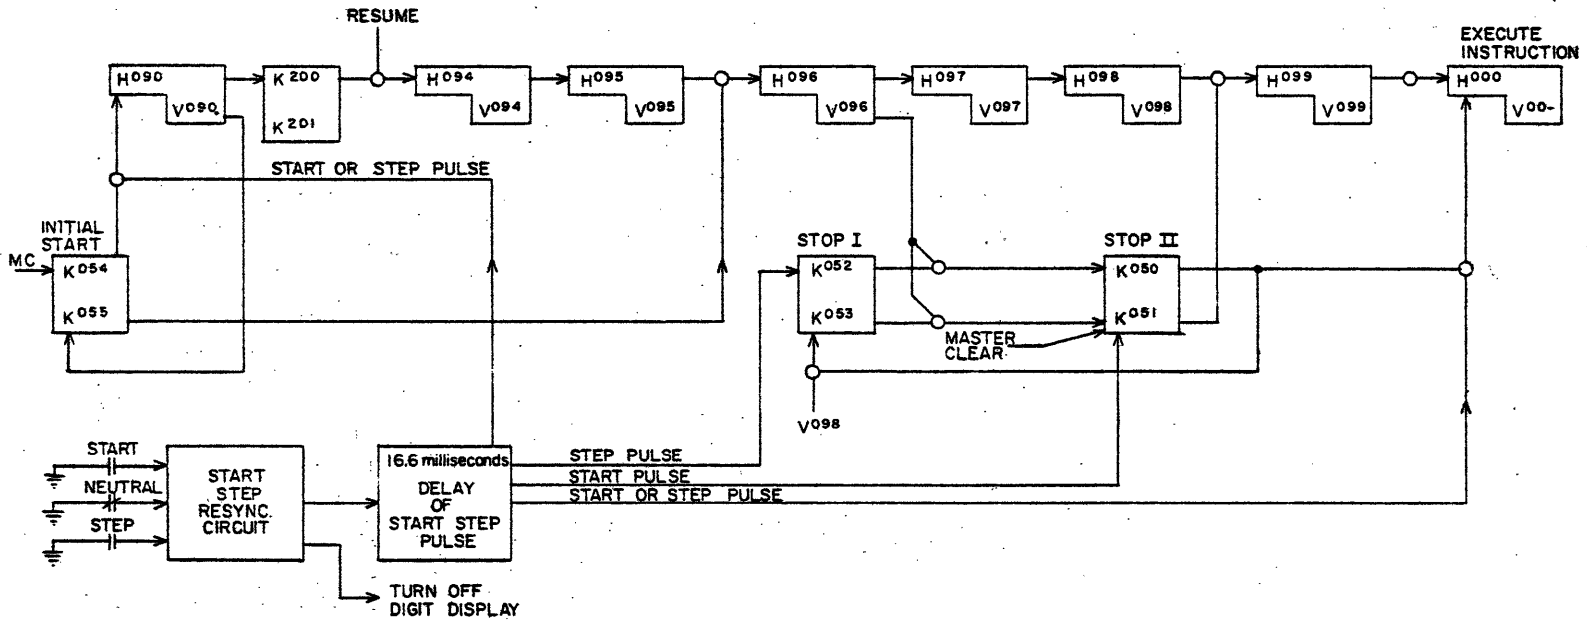 RESUME
EXECUTE
INSTRUCTION
H090
V090
K200
K201
H094
V094
H095
V095
H096
V096
H097
V097
H098
V098
H099
V099
H000
V00-
START OR STEP PULSE
INITIAL
START
MC
K054
K055
STOP I
K052
K053
STOP II
K050
K051
MASTER
CLEAR
V098
START
NEUTRAL
STEP
START
STEP
RESYNC.
CIRCUIT
16.6 milliseconds
DELAY
OF
START STEP
PULSE
STEP PULSE
START PULSE
START OR STEP PULSE
TURN OFF
DIGIT DISPLAY